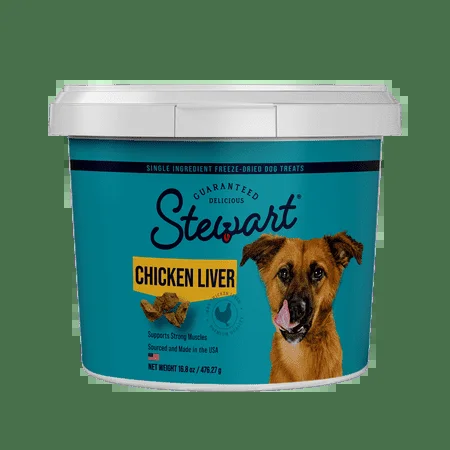 SINGLE INGREDIENT FREEZE-DRIED DOG TREATS
GUARANTEED
DELICIOUS
Stewart®
CHICKEN LIVER
Supports Strong Muscles
Sourced and Made in the USA
NET WEIGHT 16.8 oz / 476.27g